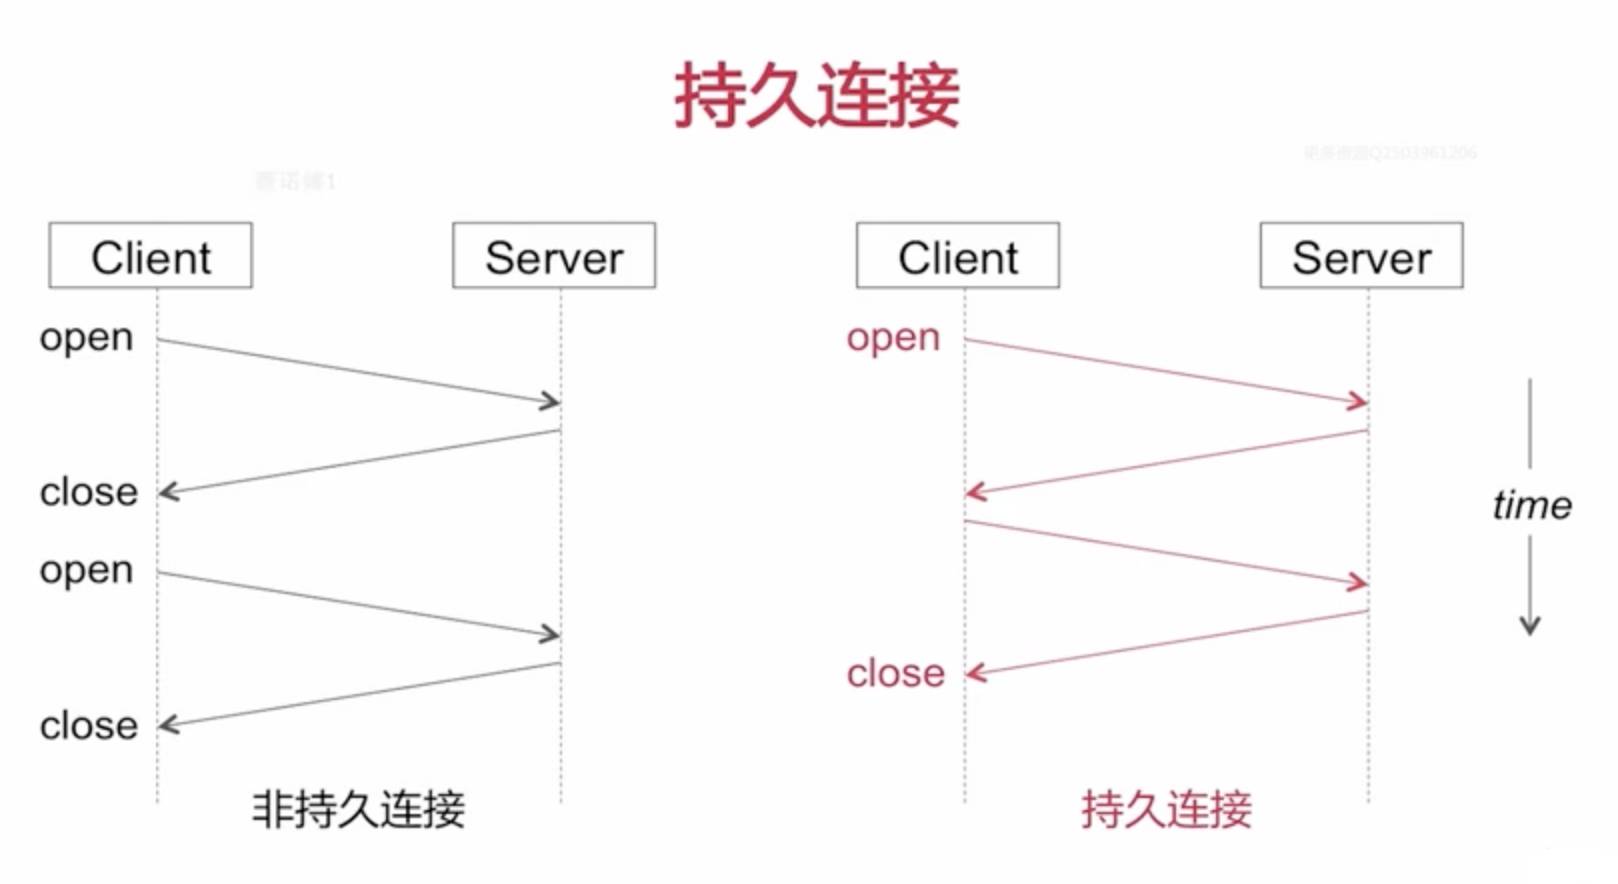 持久连接
Client
Server
open
close
open
close
非持久连接
Client
Server
open
close
持久连接
time